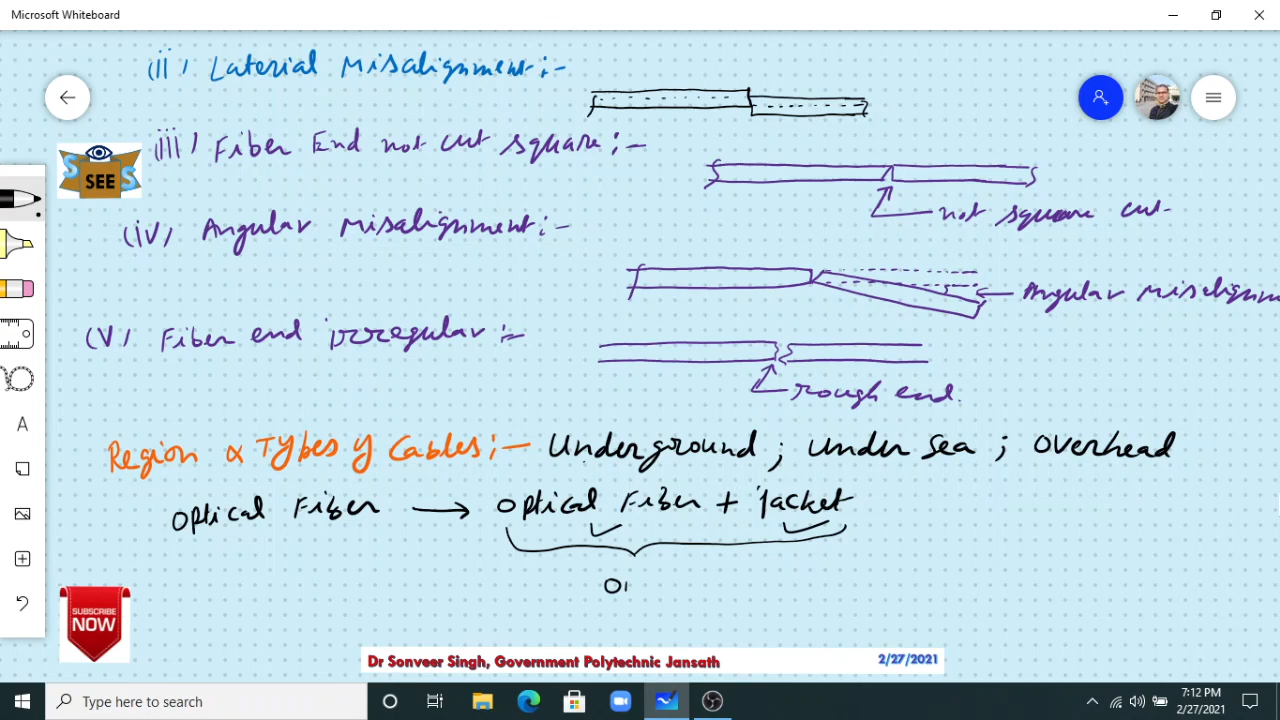 Microsoft Whiteboard
(ii) Laterial Misalignment:-
(iii) Fiber End not cut square:-
S S
SEE
not square cut
(iv) Angular Misalignment:-
Angular misalignm
(v) Fiber end irregular:-
rough end.
Region & Types of Cables:- Underground ; Under Sea ; Overhead
Optical Fiber → Optical Fiber + Jacket
A
SUBSCRIBE
NOW
Dr Sonveer Singh, Government Polytechnic Jansath
2/27/2021
Type here to search
7:12 PM
2/27/2021